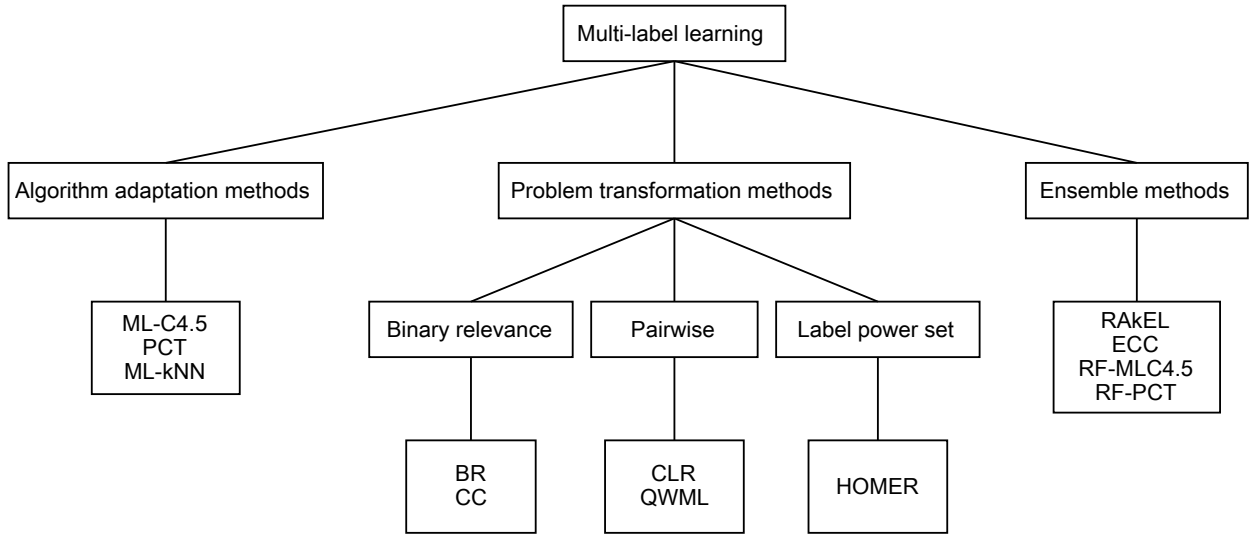 Multi-label learning
Algorithm adaptation methods
Problem transformation methods
Ensemble methods
ML-C4.5
PCT
ML-kNN
Binary relevance
Pairwise
Label power set
RAkEL
ECC
RF-MLC4.5
RF-PCT
BR
CC
CLR
QWML
HOMER